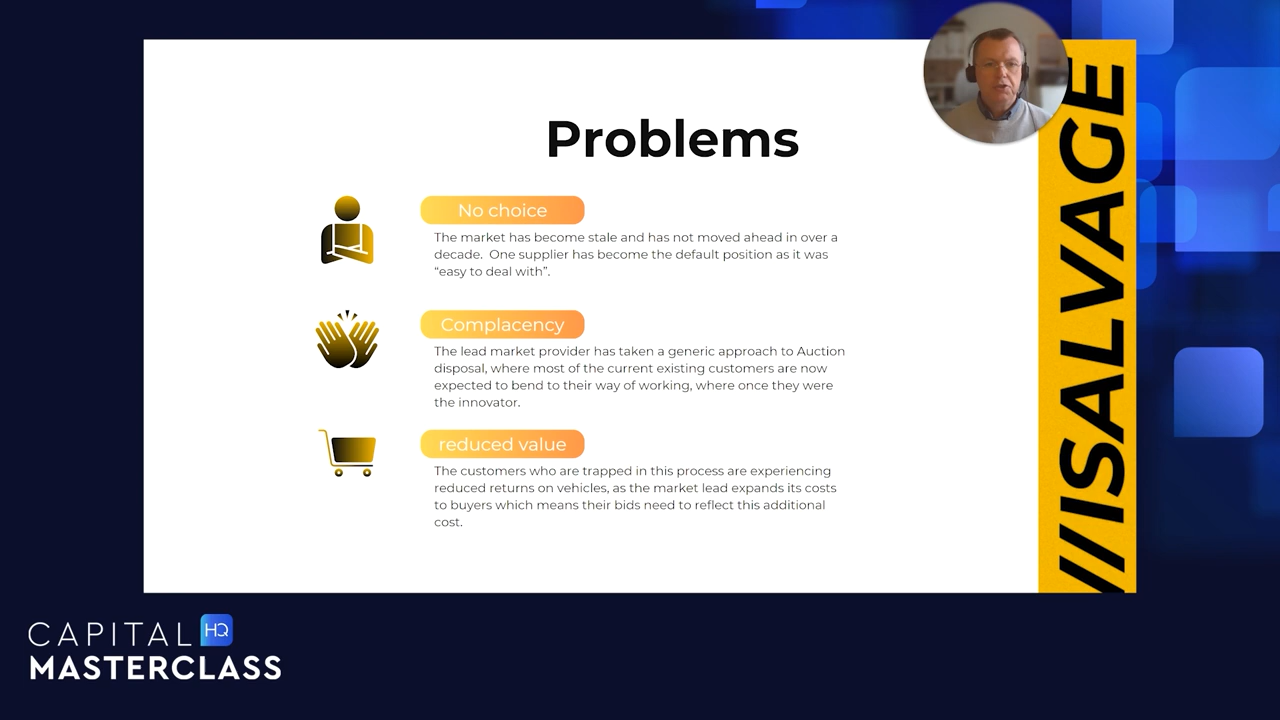 Problems
No choice
The market has become stale and has not moved ahead in over a
decade.  One supplier has become the default position as it was
“easy to deal with”.
Complacency
The lead market provider has taken a generic approach to Auction
disposal, where most of the current existing customers are now
expected to bend to their way of working, where once they were
the innovator.
reduced value
The customers who are trapped in this process are experiencing
reduced returns on vehicles, as the market lead expands its costs
to buyers which means their bids need to reflect this additional
cost.
//ISALVAGE
CAPITAL HQ
MASTERCLASS